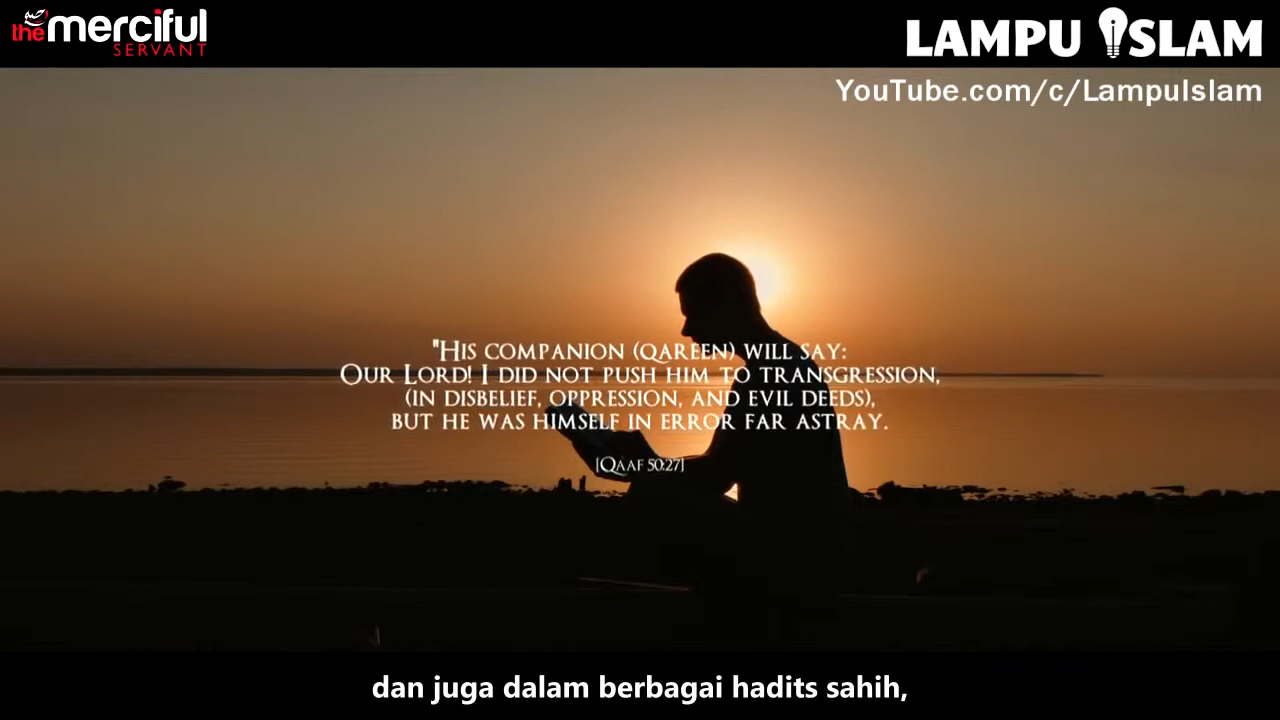 themerciful
SERVANT
LAMPU ISLAM
YouTube.com/c/LampuIslam
"His companion (qareen) will say:
Our Lord! I did not push him to transgression,
(in disbelief, oppression, and evil deeds),
but he was himself in error far astray.
[Qaaf 50:27]
dan juga dalam berbagai hadits sahih,